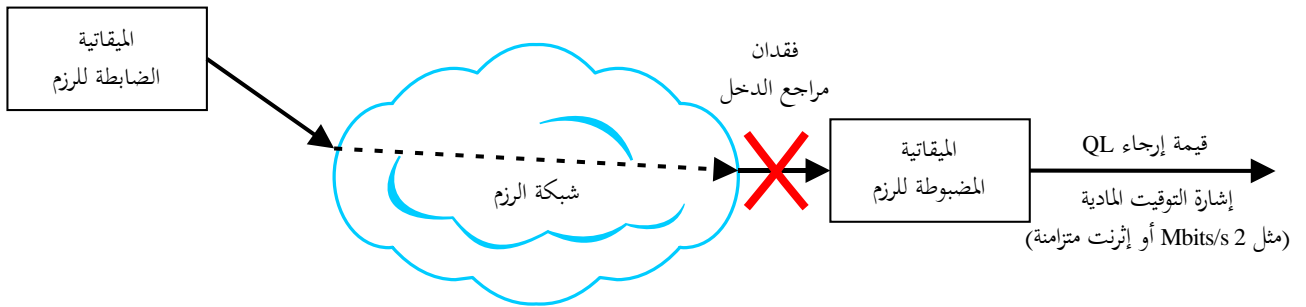 الميقاتية
الضابطة للرزم
فقدان
مراجع الدخل
شبكة الرزم
الميقاتية
المضبوطة للرزم
قيمة إرجاء QL
إشارة التوقيت المادية
(مثل 2 Mbits/s أو إثرنت متزامنة)